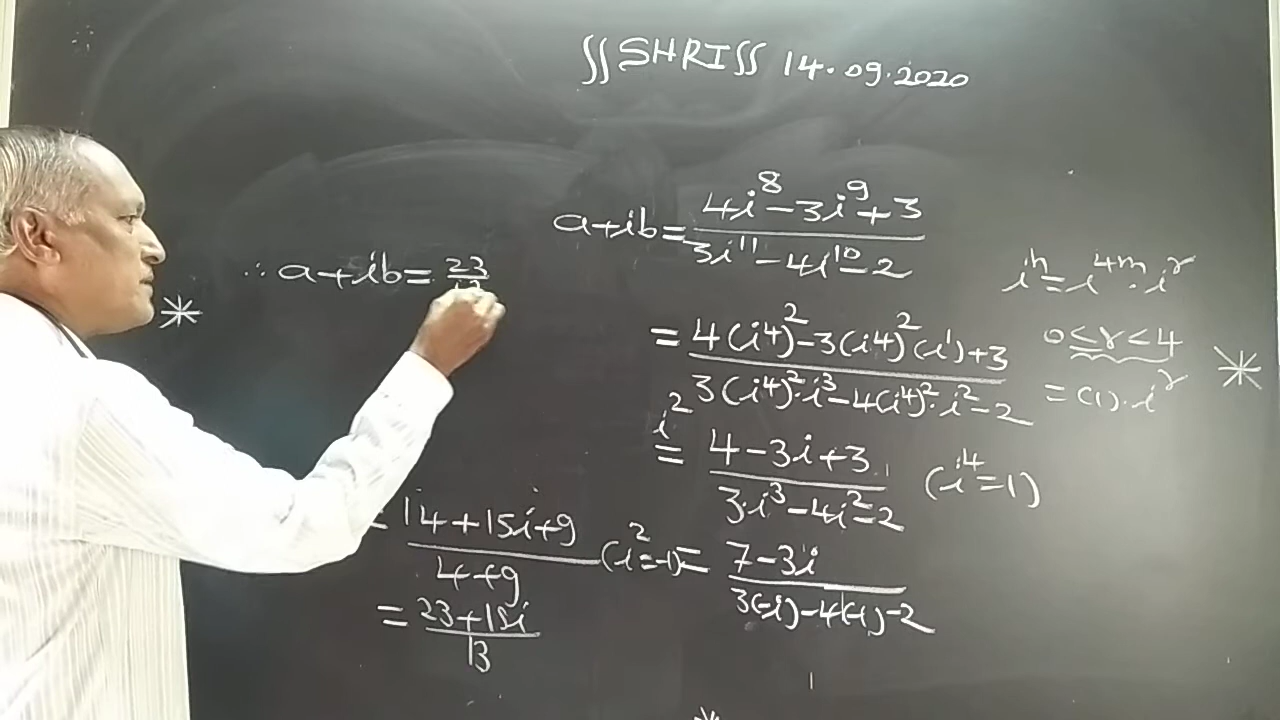 ∬SHRI∬ 14.09.2020
a+ib = (4i⁸ - 3i⁹ + 3)/(3i¹¹ - 4i¹⁰ - 2)
= (4(i⁴)² - 3(i⁴)²(i¹) + 3)/(3(i⁴)²·i³ - 4(i⁴)²·i² - 2)
i²
= (4 - 3i + 3)/(3·i³ - 4i² - 2) (i⁴=1)
= (7 - 3i)/(3(-i) - 4(-1) - 2)
iⁿ = i⁴ᵐ · iʳ
0 ≤ r < 4
= (1)·iʳ
= (14 + 15i + 9)/(4 + 9) (i² = -1)
= (23 + 15i)/13
∴ a+ib = 23/13